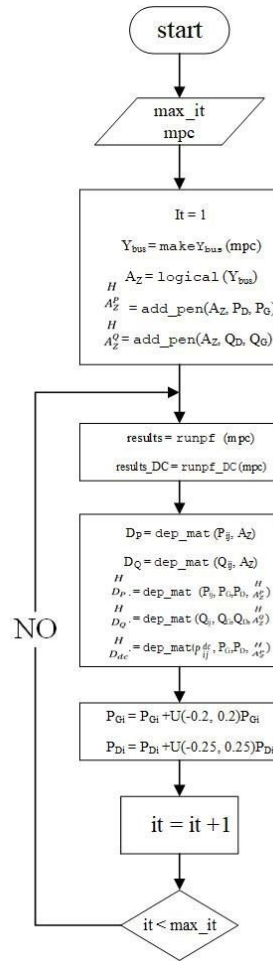 start
max_it
mpc
It = 1
Y_bus = makeY_bus (mpc)
A_Z = logical (Y_bus)
H
A_Z^P = add_pen(A_Z, P_D, P_G)
H
A_Z^Q = add_pen(A_Z, Q_D, Q_G)
results = runpf (mpc)
results_DC = runpf_DC (mpc)
D_P = dep_mat (P_ij, A_Z)
D_Q = dep_mat (Q_ij, A_Z)
H
D_P. = dep_mat (P_ij, P_G, P_D, H A_Z^P)
H
D_Q. = dep_mat (Q_ij, Q_G, Q_D, H A_Z^Q)
H
D_dc. = dep_mat(p_ij^dc, P_G, P_D, H A_Z^P)
NO
P_Gi = P_Gi +U(-0.2, 0.2)P_Gi
P_Di = P_Di +U(-0.25, 0.25)P_Di
it = it +1
it < max_it